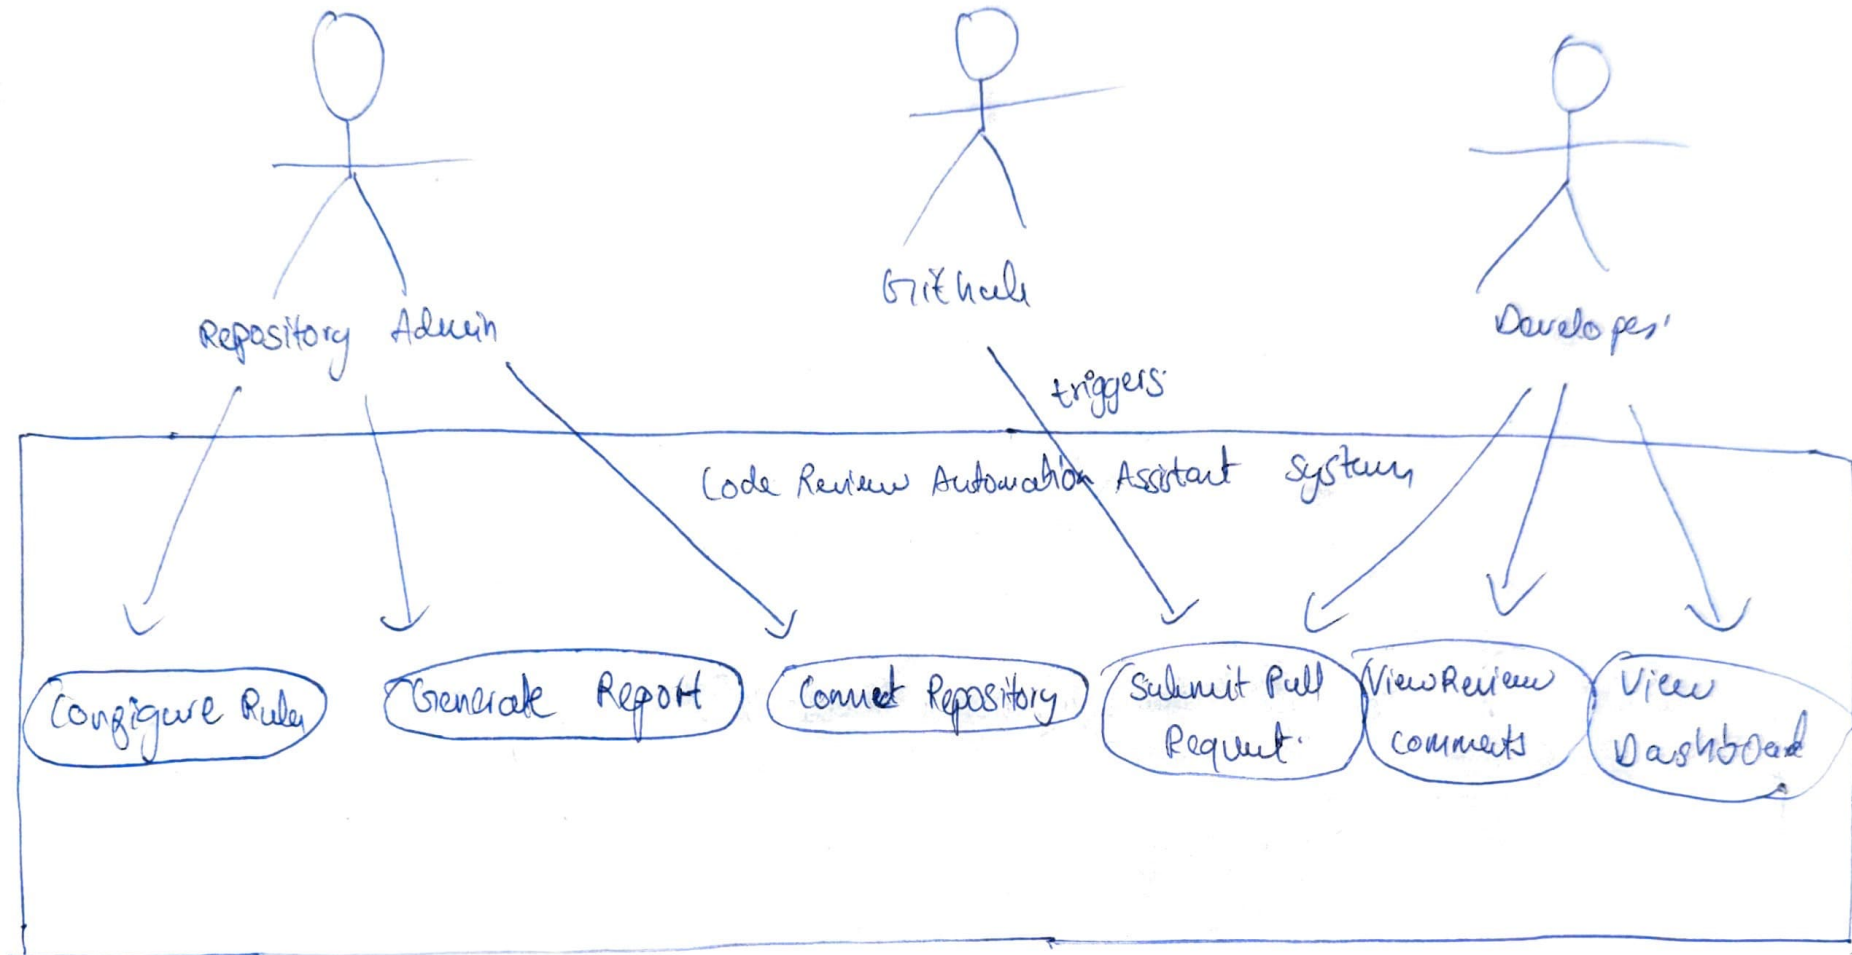 Github
Repository Admin
Developer
triggers
Code Review Automation Assistant System
Configure Rules
Generate Report
Connect Repository
Submit Pull
Request
View Review
comments
View
Dashboard